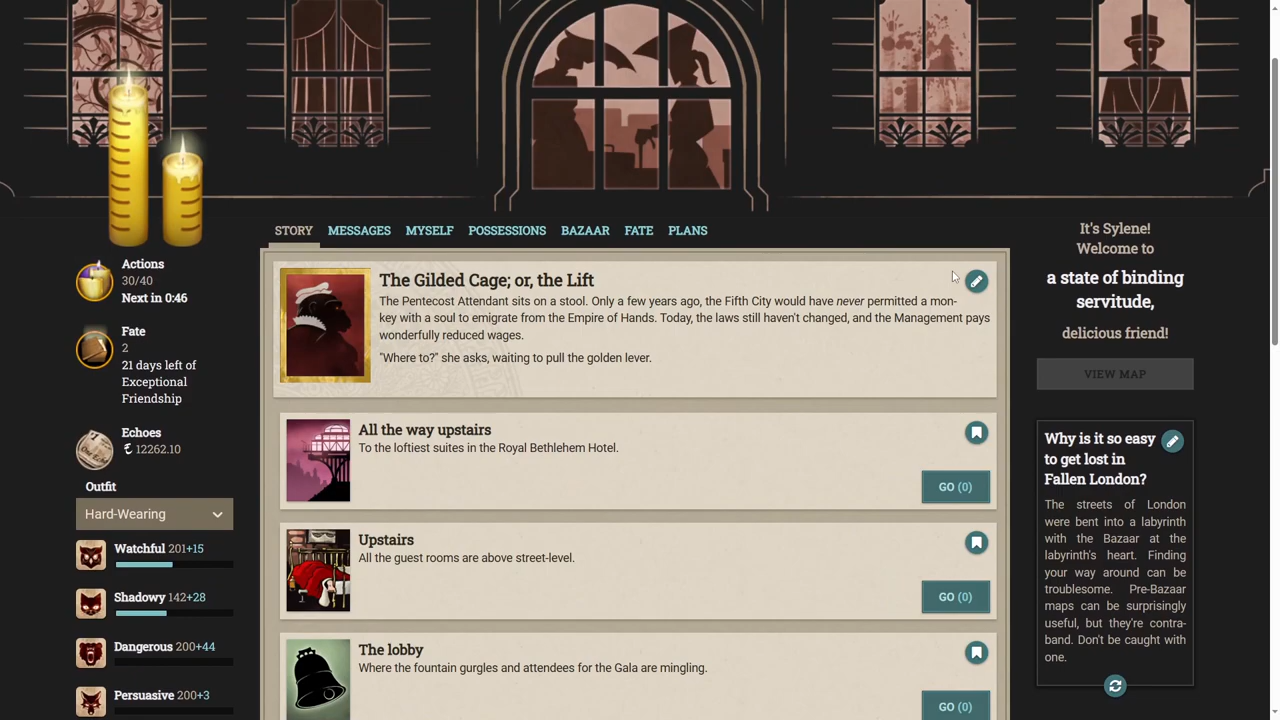 STORY
MESSAGES
MYSELF
POSSESSIONS
BAZAAR
FATE
PLANS
Actions
30/40
Next in 0:46
Fate
2
21 days left of
Exceptional
Friendship
Echoes
12262.10
Outfit
Hard-Wearing
Watchful 201+15
Shadowy 142+28
Dangerous 200+44
Persuasive 200+3
The Gilded Cage; or, the Lift
The Pentecost Attendant sits on a stool. Only a few years ago, the Fifth City would have never permitted a mon-
key with a soul to emigrate from the Empire of Hands. Today, the laws still haven't changed, and the Management pays
wonderfully reduced wages.
"Where to?" she asks, waiting to pull the golden lever.
All the way upstairs
To the loftiest suites in the Royal Bethlehem Hotel.
GO (0)
Upstairs
All the guest rooms are above street-level.
GO (0)
The lobby
Where the fountain gurgles and attendees for the Gala are mingling.
GO (0)
It's Sylene!
Welcome to
a state of binding
servitude,
delicious friend!
VIEW MAP
Why is it so easy
to get lost in
Fallen London?
The streets of London
were bent into a labyrinth
with the Bazaar at the
labyrinth's heart. Finding
your way around can be
troublesome. Pre-Bazaar
maps can be surprisingly
useful, but they're contra-
band. Don't be caught with
one.